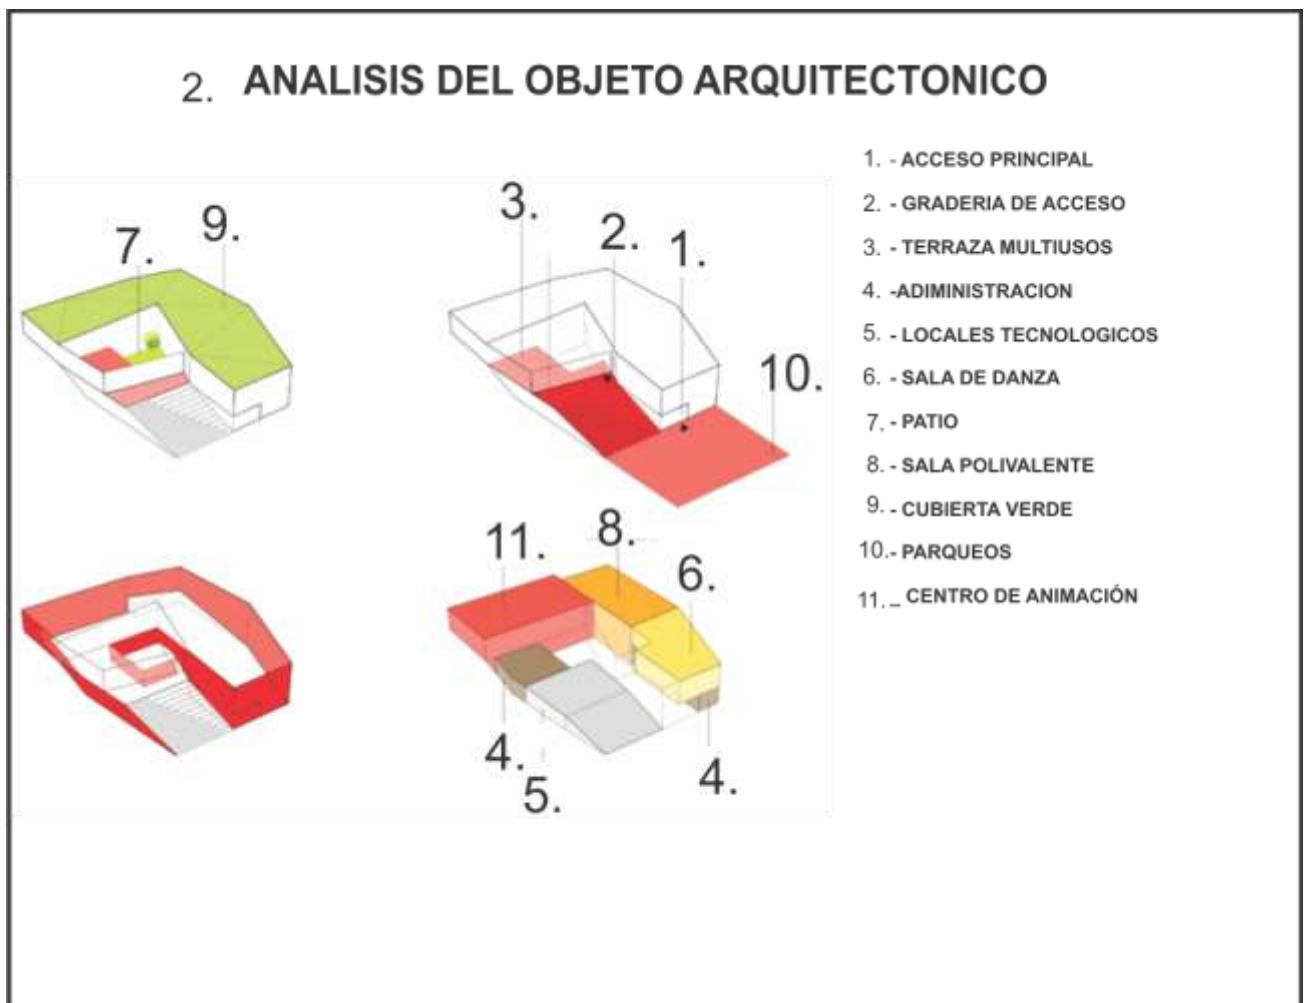 2. ANALISIS DEL OBJETO ARQUITECTONICO
1. - ACCESO PRINCIPAL
2. - GRADERIA DE ACCESO
3. - TERRAZA MULTIUSOS
4. -ADIMINISTRACION
5. - LOCALES TECNOLOGICOS
6. - SALA DE DANZA
7. - PATIO
8. - SALA POLIVALENTE
9. - CUBIERTA VERDE
10.- PARQUEOS
11. _ CENTRO DE ANIMACIÓN
7.
9.
3.
2.
1.
10.
11.
8.
6.
4.
5.
4.